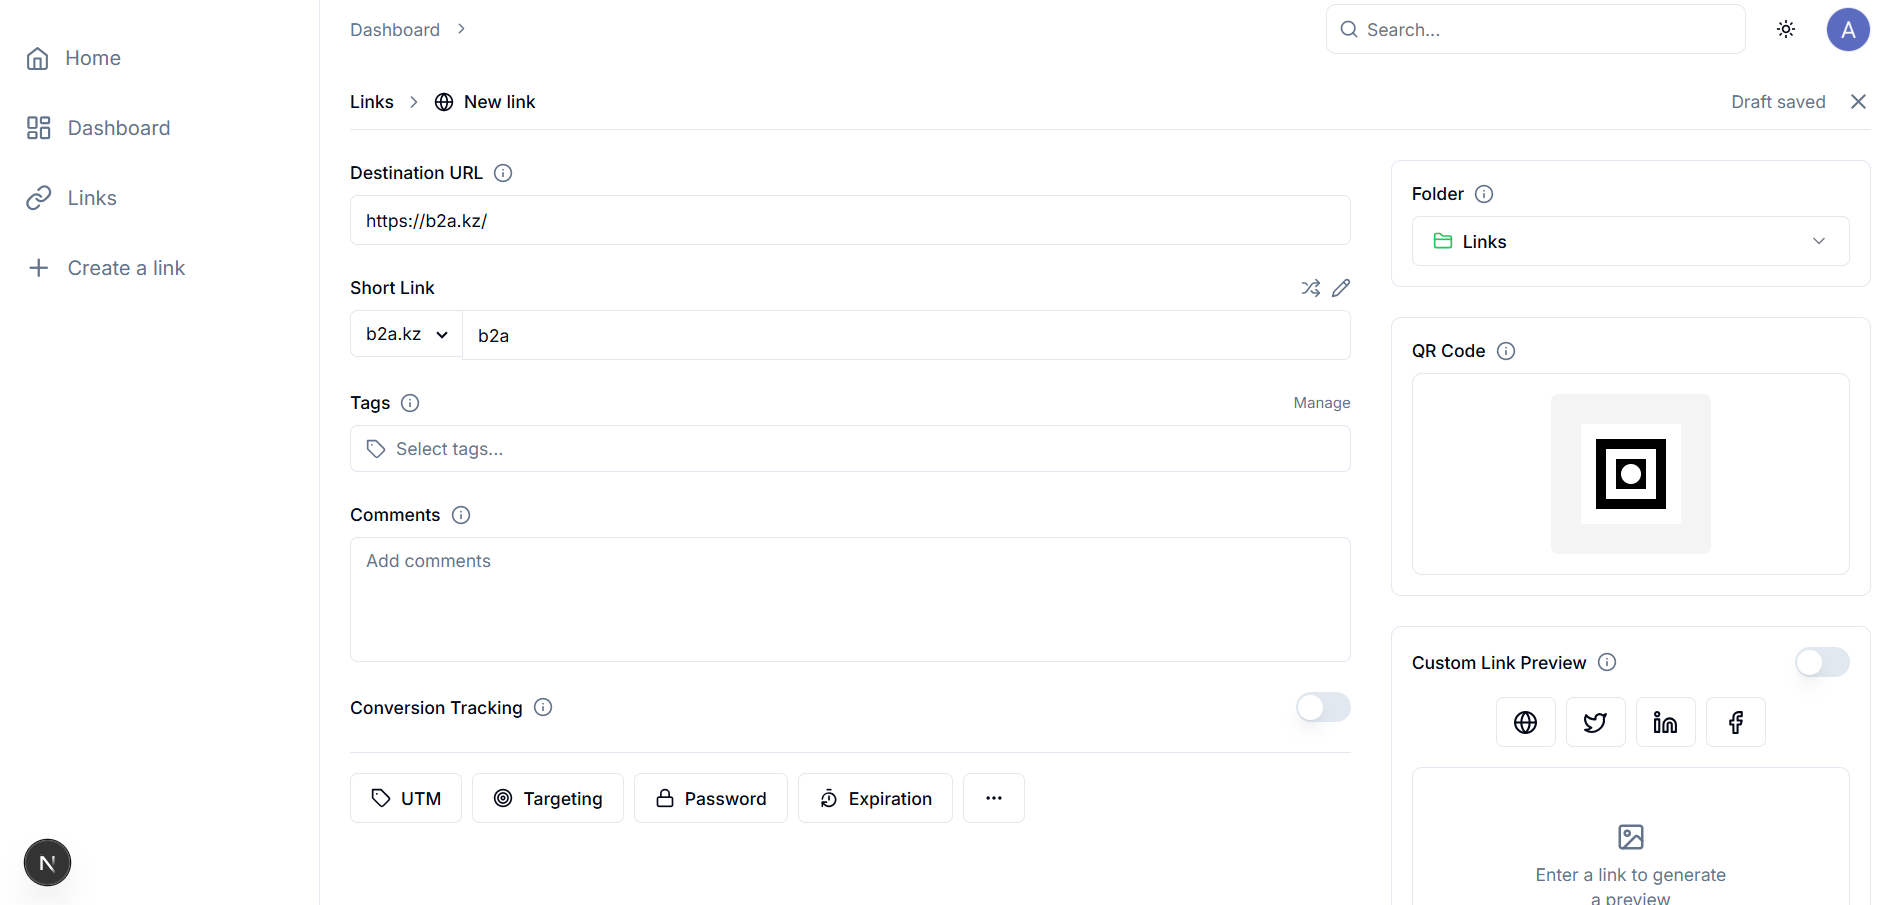 Home
Dashboard
Links
Create a link
N
Dashboard
Search...
A
Links
New link
Draft saved
Destination URL
https://b2a.kz/
Short Link
b2a.kz
b2a
Tags
Manage
Select tags...
Comments
Add comments
Conversion Tracking
UTM
Targeting
Password
Expiration
Folder
Links
QR Code
Custom Link Preview
Enter a link to generate
a preview